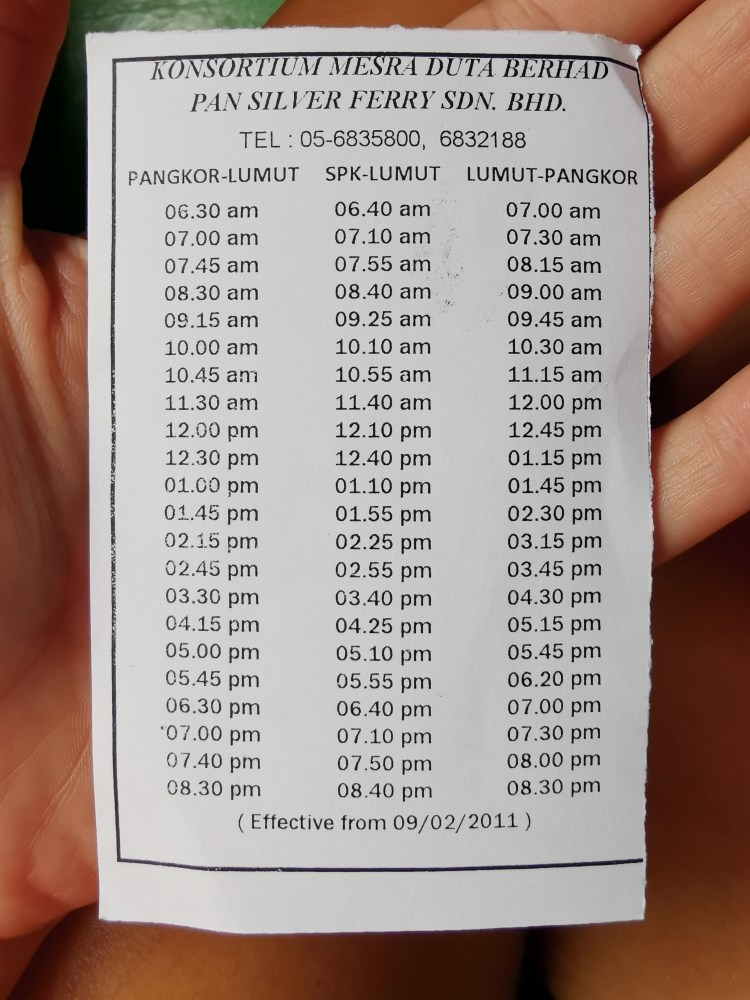 KONSORTIUM MESRA DUTA BERHAD
PAN SILVER FERRY SDN. BHD.
TEL : 05-6835800, 6832188
PANGKOR-LUMUT SPK-LUMUT LUMUT-PANGKOR
06.30 am 06.40 am 07.00 am
07.00 am 07.10 am 07.30 am
07.45 am 07.55 am 08.15 am
08.30 am 08.40 am 09.00 am
09.15 am 09.25 am 09.45 am
10.00 am 10.10 am 10.30 am
10.45 am 10.55 am 11.15 am
11.30 am 11.40 am 12.00 pm
12.00 pm 12.10 pm 12.45 pm
12.30 pm 12.40 pm 01.15 pm
01.00 pm 01.10 pm 01.45 pm
01.45 pm 01.55 pm 02.30 pm
02.15 pm 02.25 pm 03.15 pm
02.45 pm 02.55 pm 03.45 pm
03.30 pm 03.40 pm 04.30 pm
04.15 pm 04.25 pm 05.15 pm
05.00 pm 05.10 pm 05.45 pm
05.45 pm 05.55 pm 06.20 pm
06.30 pm 06.40 pm 07.00 pm
07.00 pm 07.10 pm 07.30 pm
07.40 pm 07.50 pm 08.00 pm
08.30 pm 08.40 pm 08.30 pm
( Effective from 09/02/2011 )